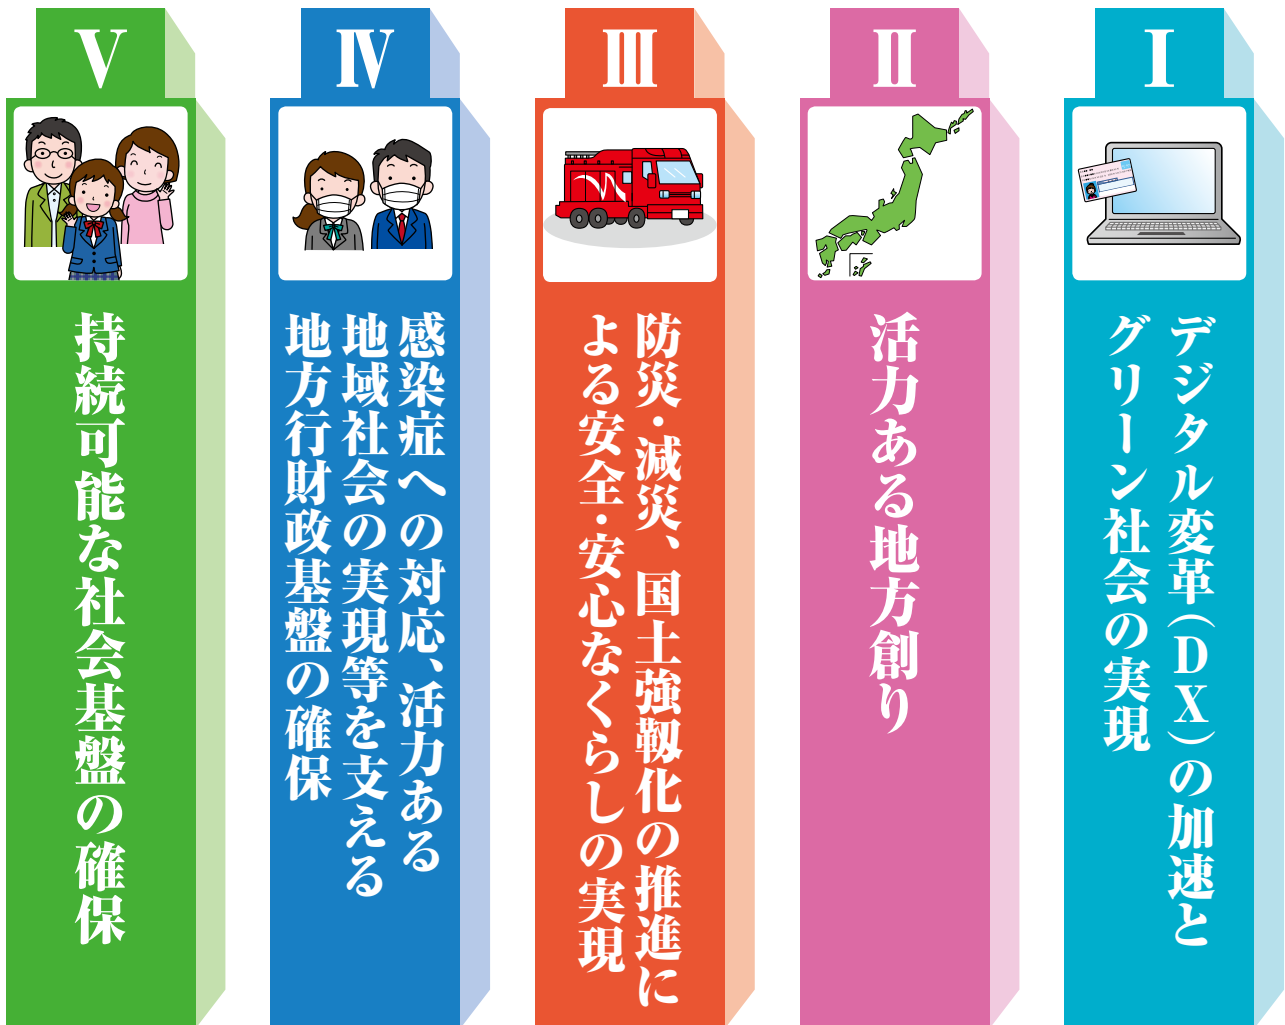 Ⅰ
デジタル変革(DX)の加速と
グリーン社会の実現
Ⅱ
活力ある地方創り
Ⅲ
防災・減災、国土強靱化の推進に
よる安全・安心なくらしの実現
Ⅳ
感染症への対応、活力ある
地域社会の実現等を支える
地方行財政基盤の確保
Ⅴ
持続可能な社会基盤の確保